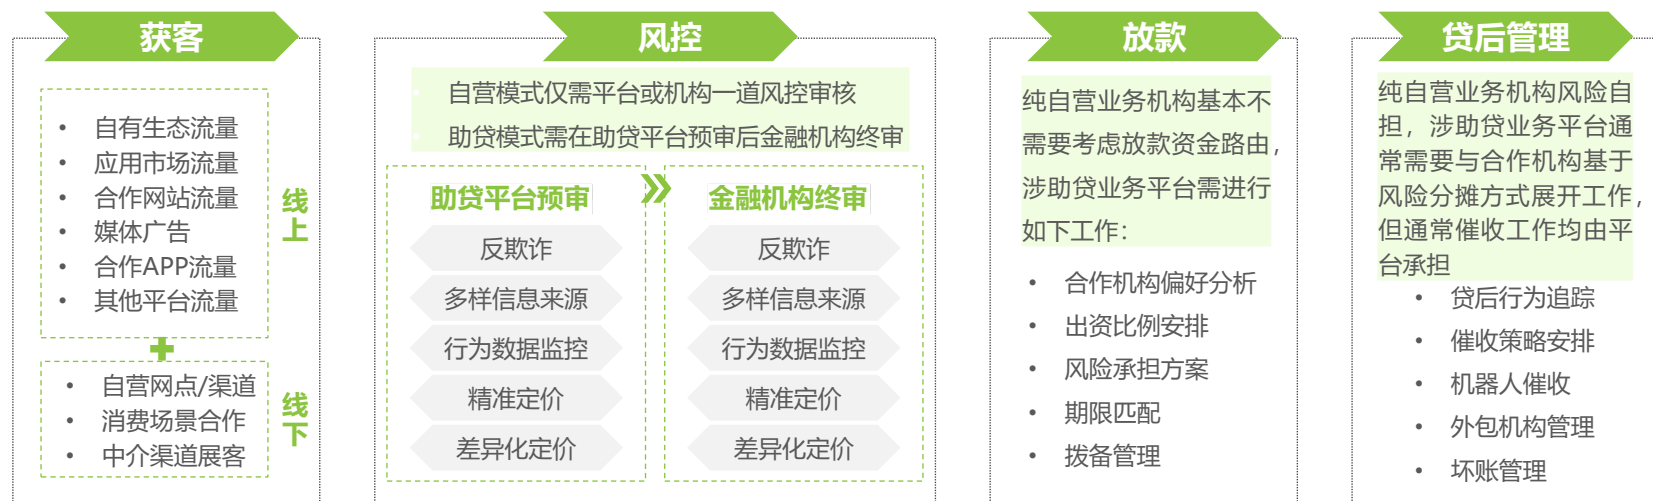 获客
• 自有生态流量
• 应用市场流量
• 合作网站流量
• 媒体广告
• 合作APP流量
• 其他平台流量
线上
• 自营网点/渠道
• 消费场景合作
• 中介渠道展客
线下
风控
自营模式仅需平台或机构一道风控审核
助贷模式需在助贷平台预审后金融机构终审
助贷平台预审
反欺诈
多样信息来源
行为数据监控
精准定价
差异化定价
金融机构终审
反欺诈
多样信息来源
行为数据监控
精准定价
差异化定价
放款
纯自营业务机构基本不
需要考虑放款资金路由,
涉助贷业务平台需进行
如下工作:
• 合作机构偏好分析
• 出资比例安排
• 风险承担方案
• 期限匹配
• 拨备管理
贷后管理
纯自营业务机构风险自
担，涉助贷业务平台通
常需要与合作机构基于
风险分摊方式展开工作,
但通常催收工作均由平
台承担
• 贷后行为追踪
• 催收策略安排
• 机器人催收
• 外包机构管理
• 坏账管理